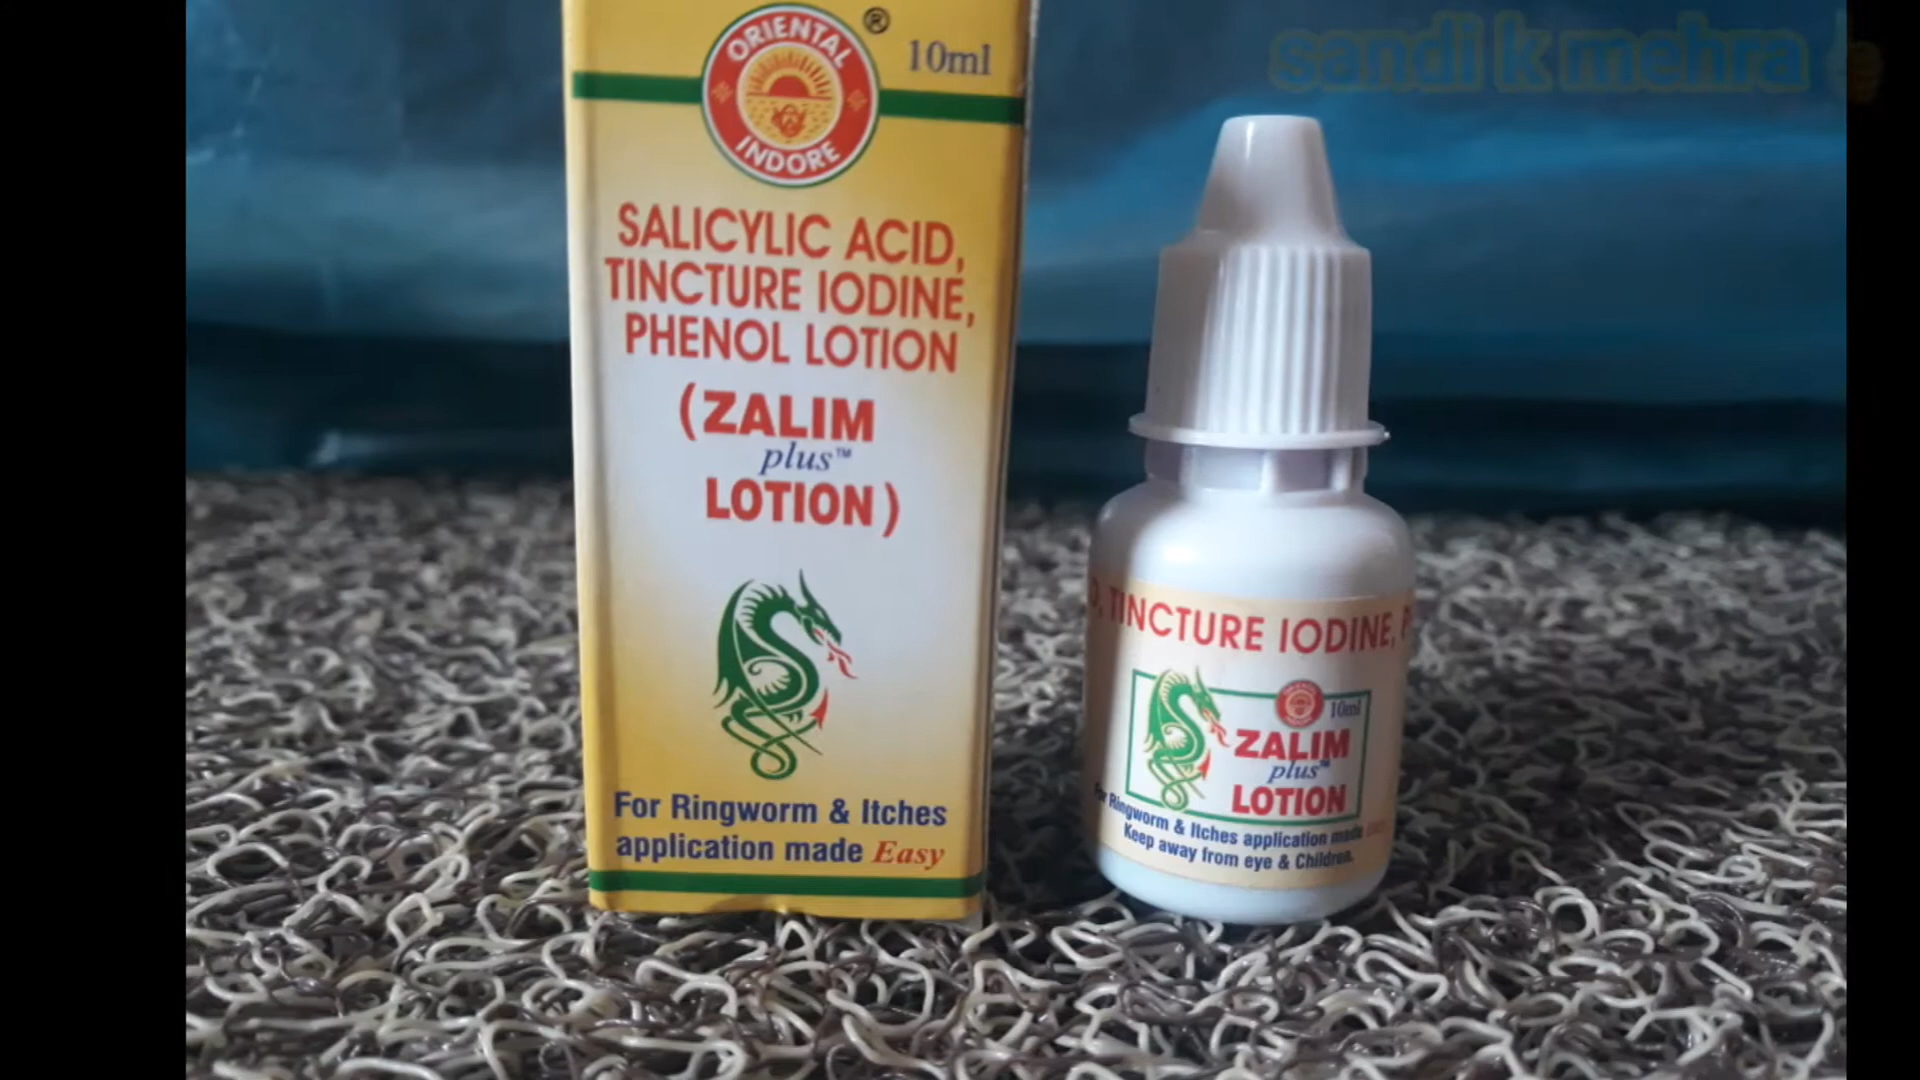 sandi k mehra
ORIENTAL
INDORE
®
10ml
SALICYLIC ACID,
TINCTURE IODINE,
PHENOL LOTION
(ZALIM
plus™
LOTION)
For Ringworm & Itches
application made Easy
TINCTURE IODINE,
10ml
ZALIM
plus™
LOTION
For Ringworm & Itches application made
Keep away from eye & Children.